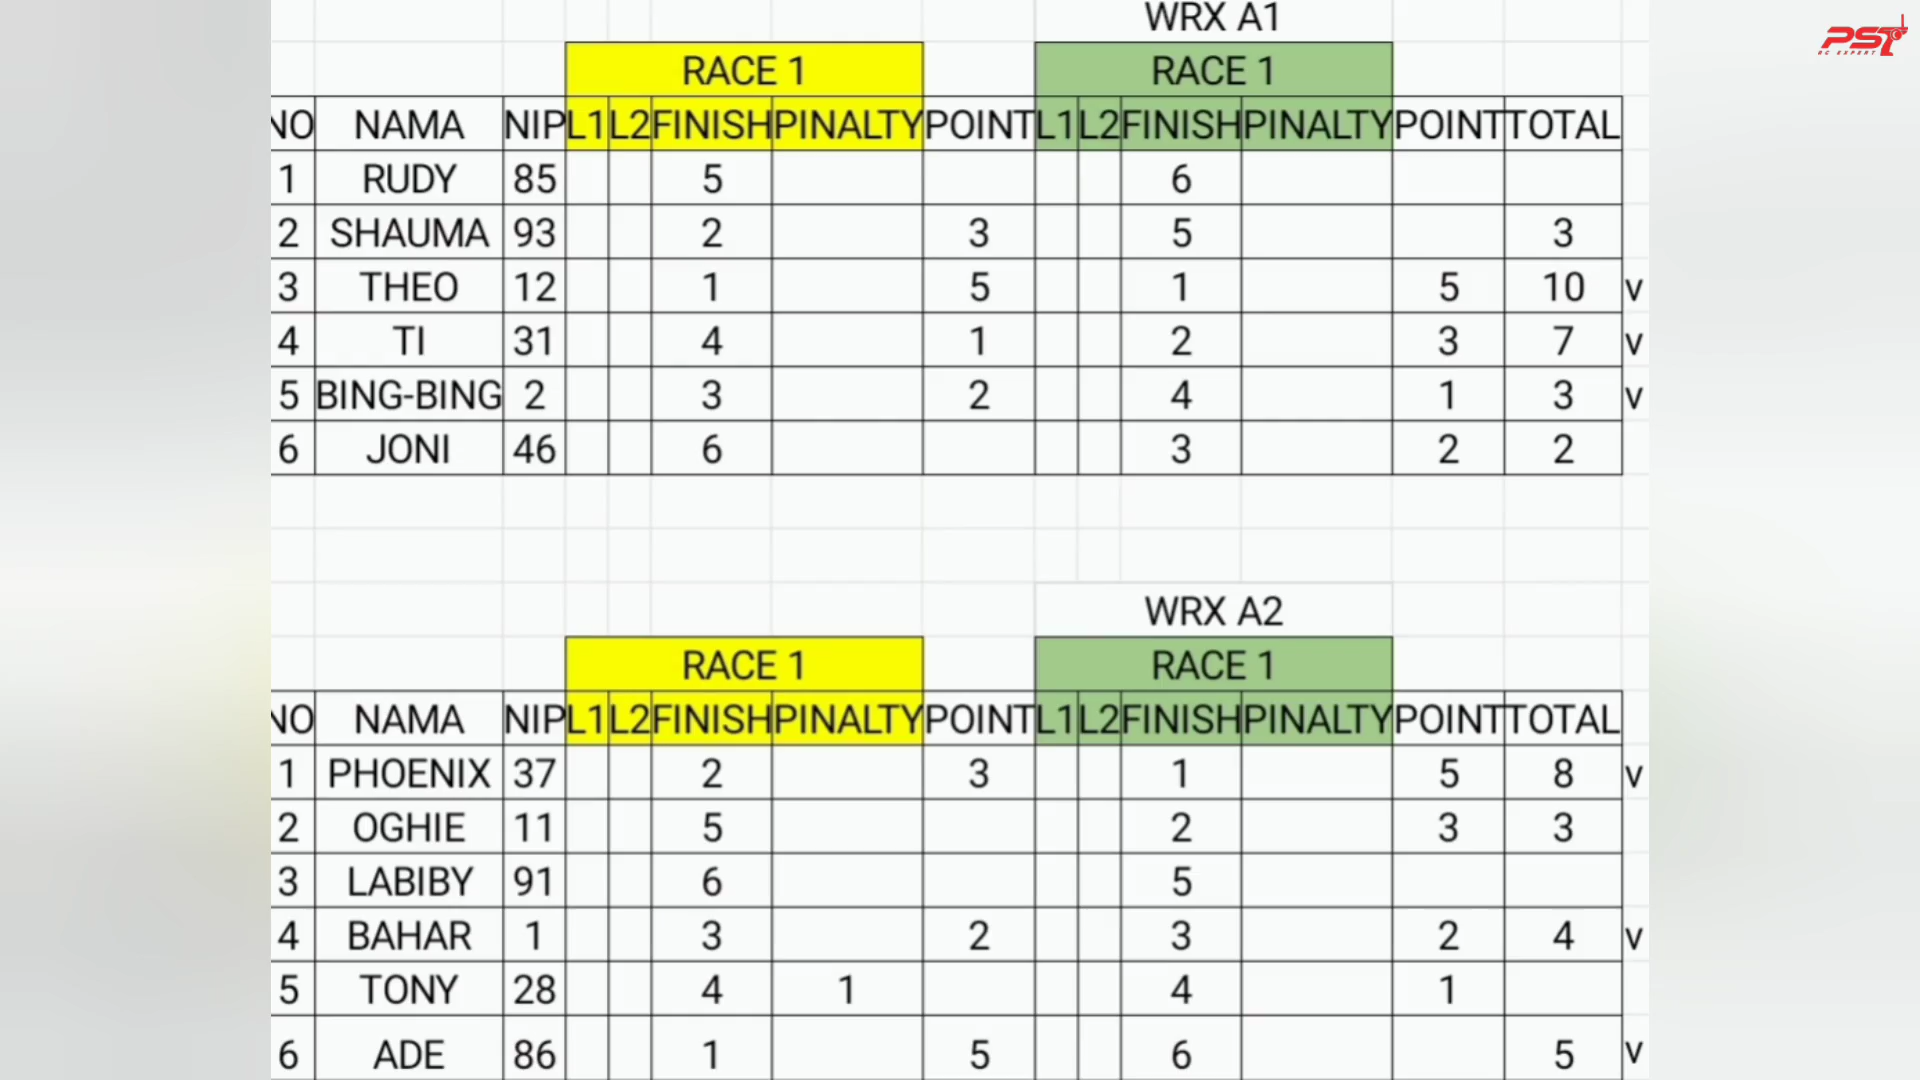 WRX A1
RACE 1 RACE 1
NO NAMA NIP L1 L2 FINISH PINALTY POINT L1 L2 FINISH PINALTY POINT TOTAL
1 RUDY 85 5 6
2 SHAUMA 93 2 3 5 3
3 THEO 12 1 5 1 5 10 v
4 TI 31 4 1 2 3 7 v
5 BING-BING 2 3 2 4 1 3 v
6 JONI 46 6 3 2 2
WRX A2
RACE 1 RACE 1
NO NAMA NIP L1 L2 FINISH PINALTY POINT L1 L2 FINISH PINALTY POINT TOTAL
1 PHOENIX 37 2 3 1 5 8 v
2 OGHIE 11 5 2 3 3
3 LABIBY 91 6 5
4 BAHAR 1 3 2 3 2 4 v
5 TONY 28 4 1 4 1
6 ADE 86 1 5 6 5 v
PST
RC EXPERT